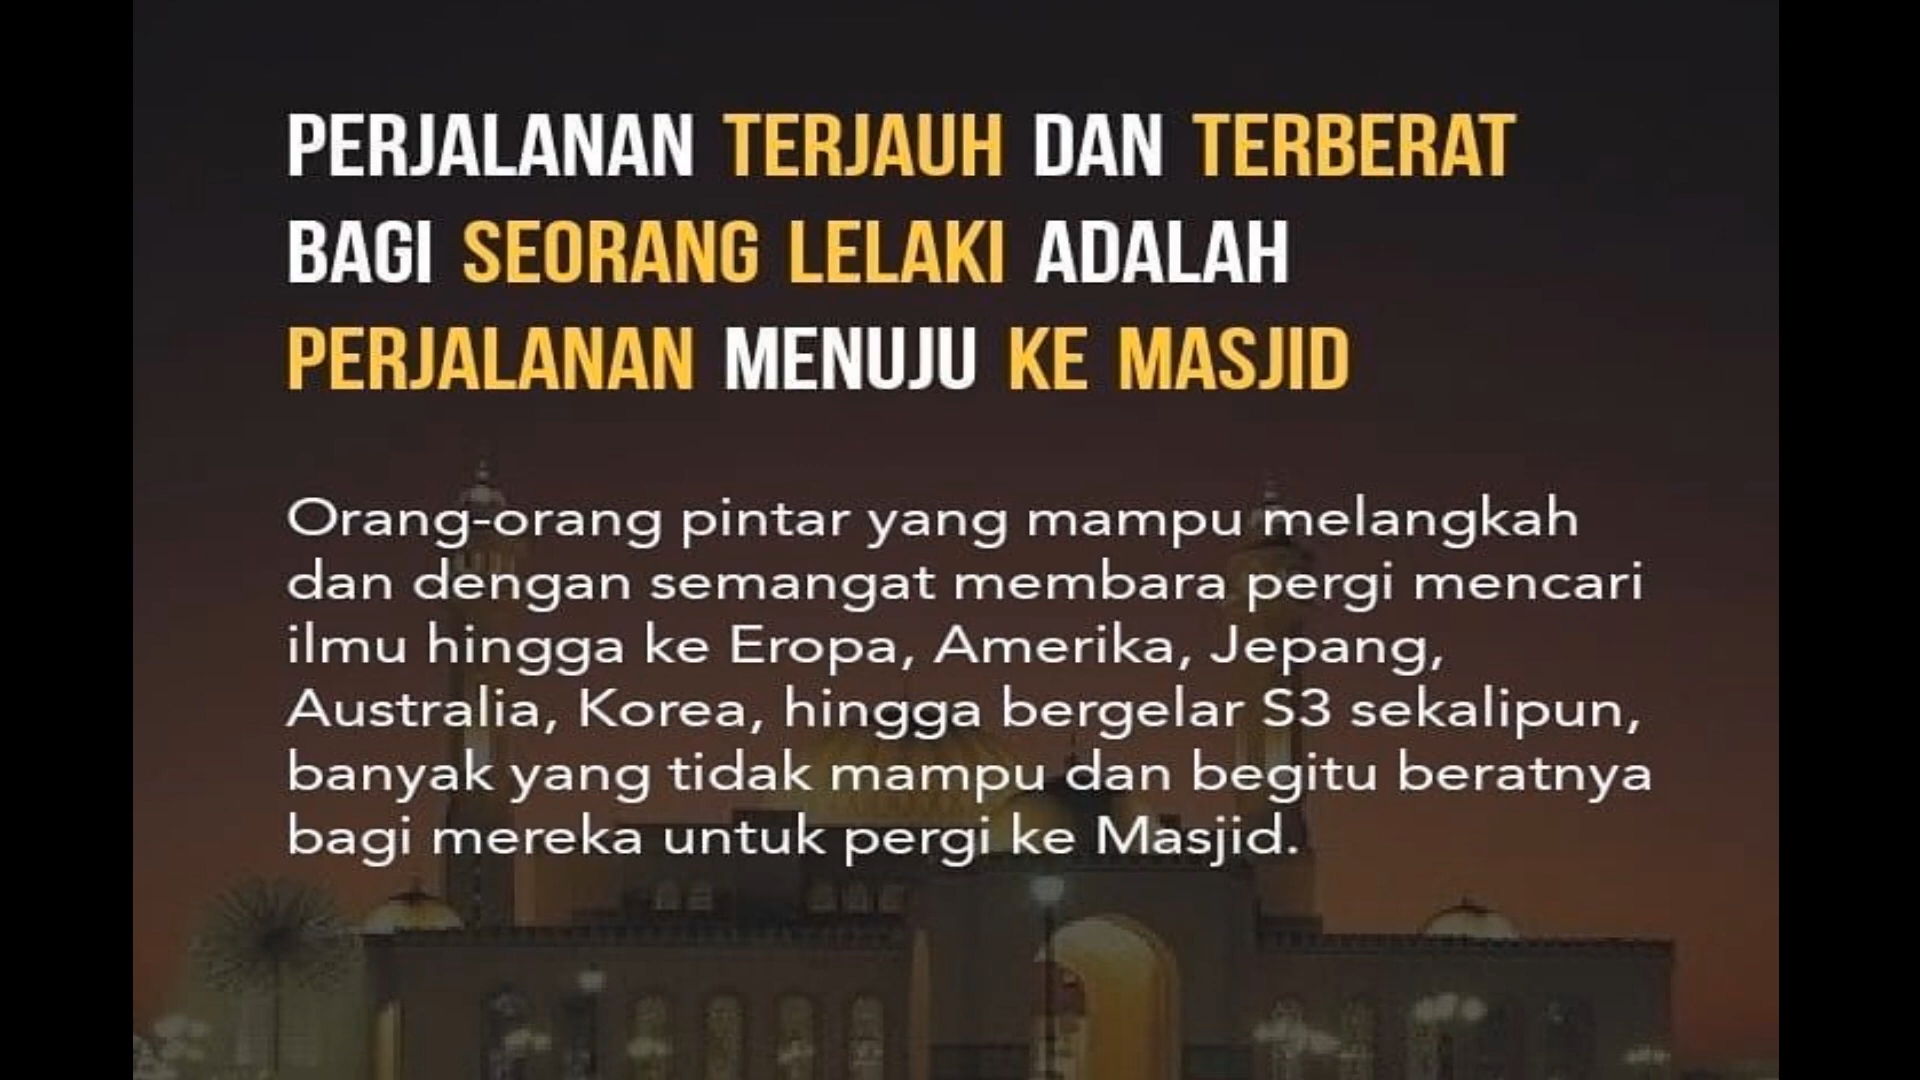 PERJALANAN TERJAUH DAN TERBERAT
BAGI SEORANG LELAKI ADALAH
PERJALANAN MENUJU KE MASJID
Orang-orang pintar yang mampu melangkah
dan dengan semangat membara pergi mencari
ilmu hingga ke Eropa, Amerika, Jepang,
Australia, Korea, hingga bergelar S3 sekalipun,
banyak yang tidak mampu dan begitu beratnya
bagi mereka untuk pergi ke Masjid.